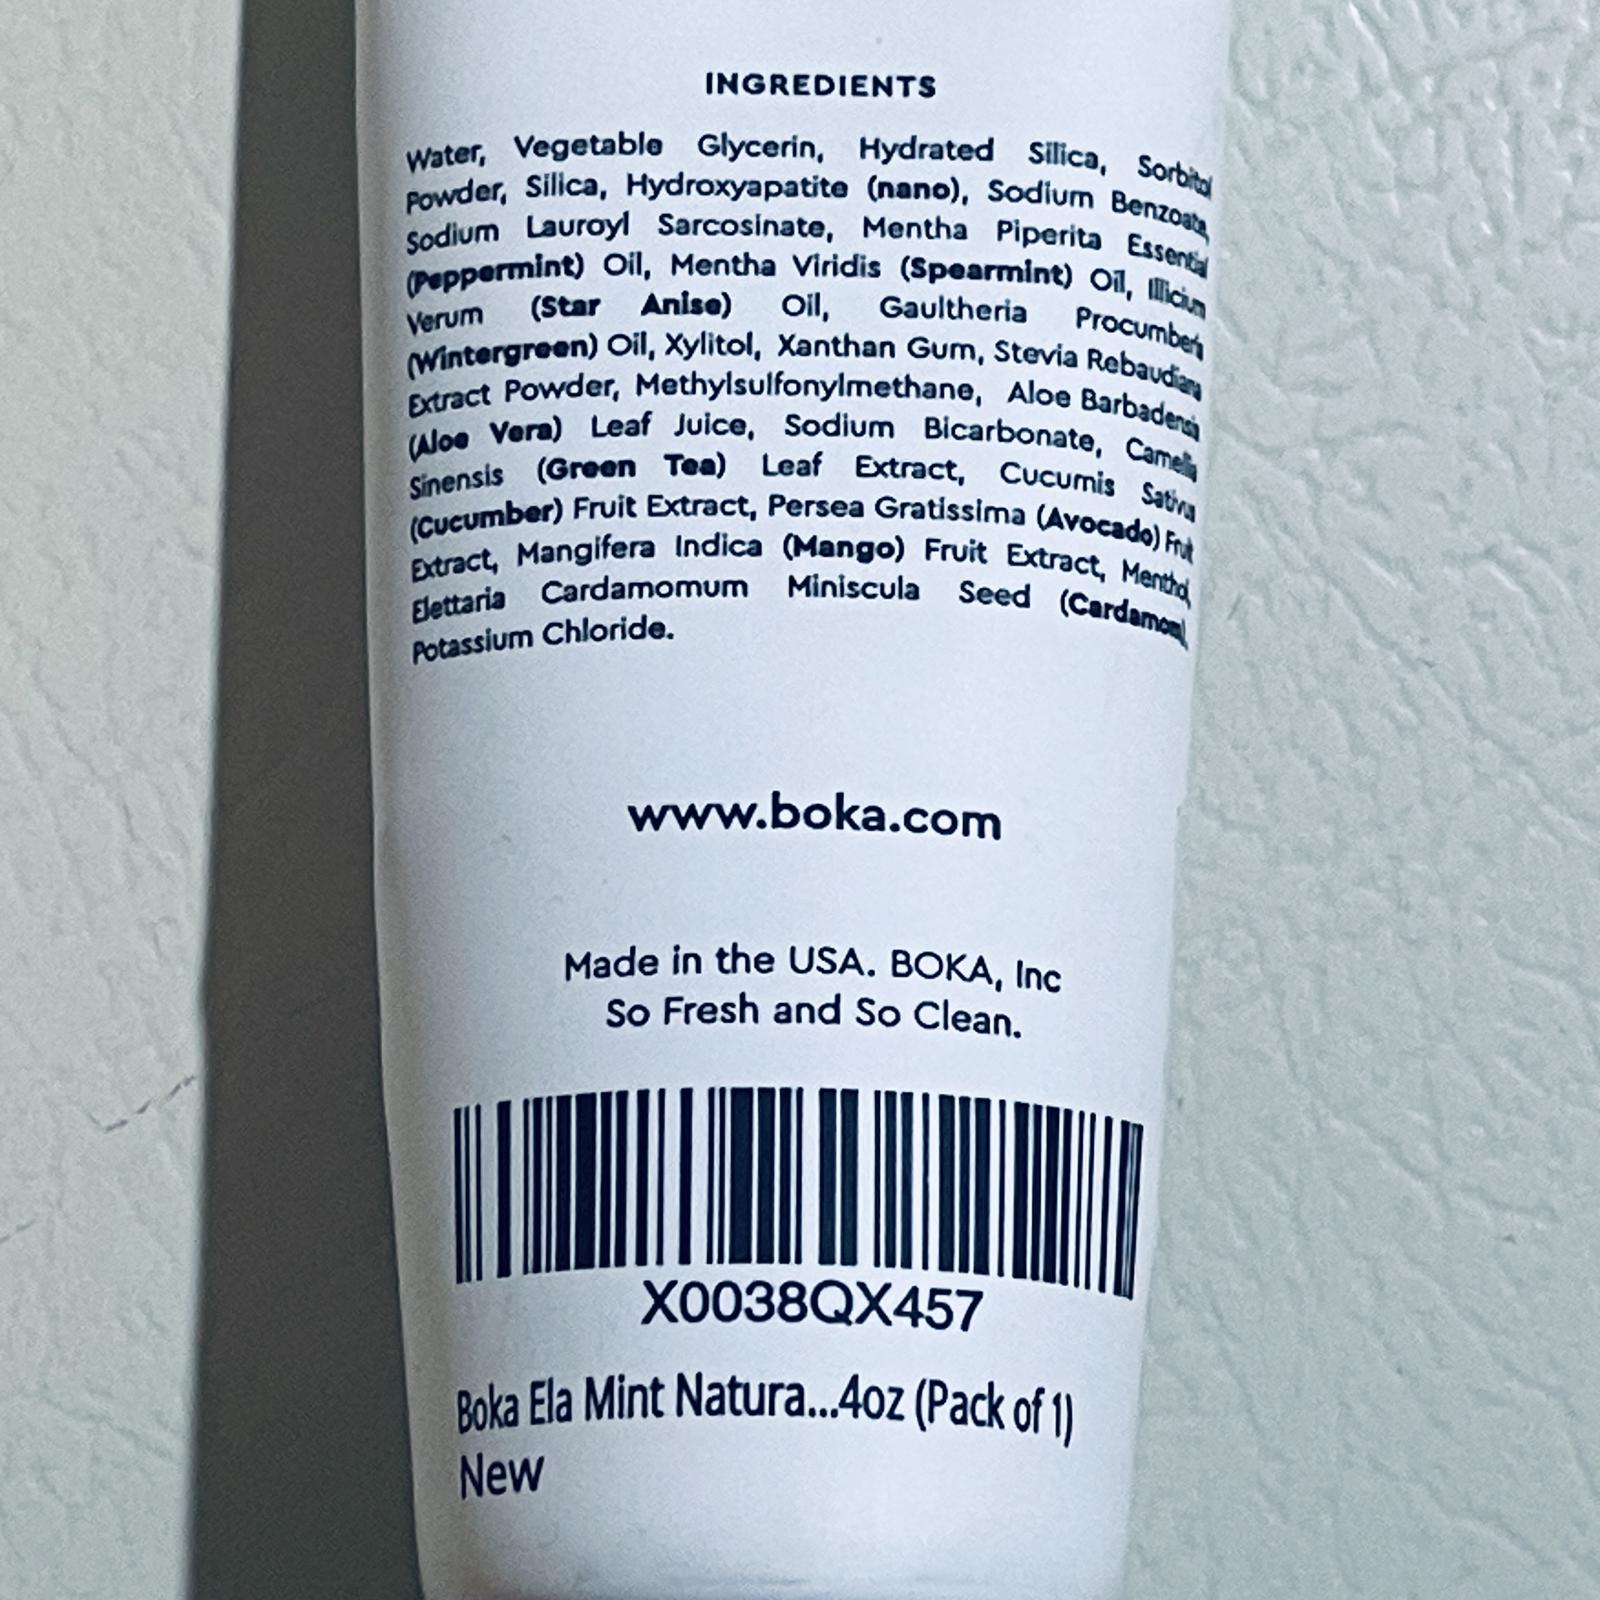 INGREDIENTS
Water, Vegetable Glycerin, Hydrated Silica, Sorbitol
Powder, Silica, Hydroxyapatite (nano), Sodium Benzoate,
Sodium Lauroyl Sarcosinate, Mentha Piperita Essential
(Peppermint) Oil, Mentha Viridis (Spearmint) Oil, Illicium
Verum (Star Anise) Oil, Gaultheria Procumbens
(Wintergreen) Oil, Xylitol, Xanthan Gum, Stevia Rebaudiana
Extract Powder, Methylsulfonylmethane, Aloe Barbadensis
(Aloe Vera) Leaf Juice, Sodium Bicarbonate, Camellia
Sinensis (Green Tea) Leaf Extract, Cucumis Sativus
(Cucumber) Fruit Extract, Persea Gratissima (Avocado) Fruit
Extract, Mangifera Indica (Mango) Fruit Extract, Menthol,
Elettaria Cardamomum Miniscula Seed (Cardamom),
Potassium Chloride.
www.boka.com
Made in the USA. BOKA, Inc
So Fresh and So Clean.
X0038QX457
Boka Ela Mint Natura...4oz (Pack of 1)
New